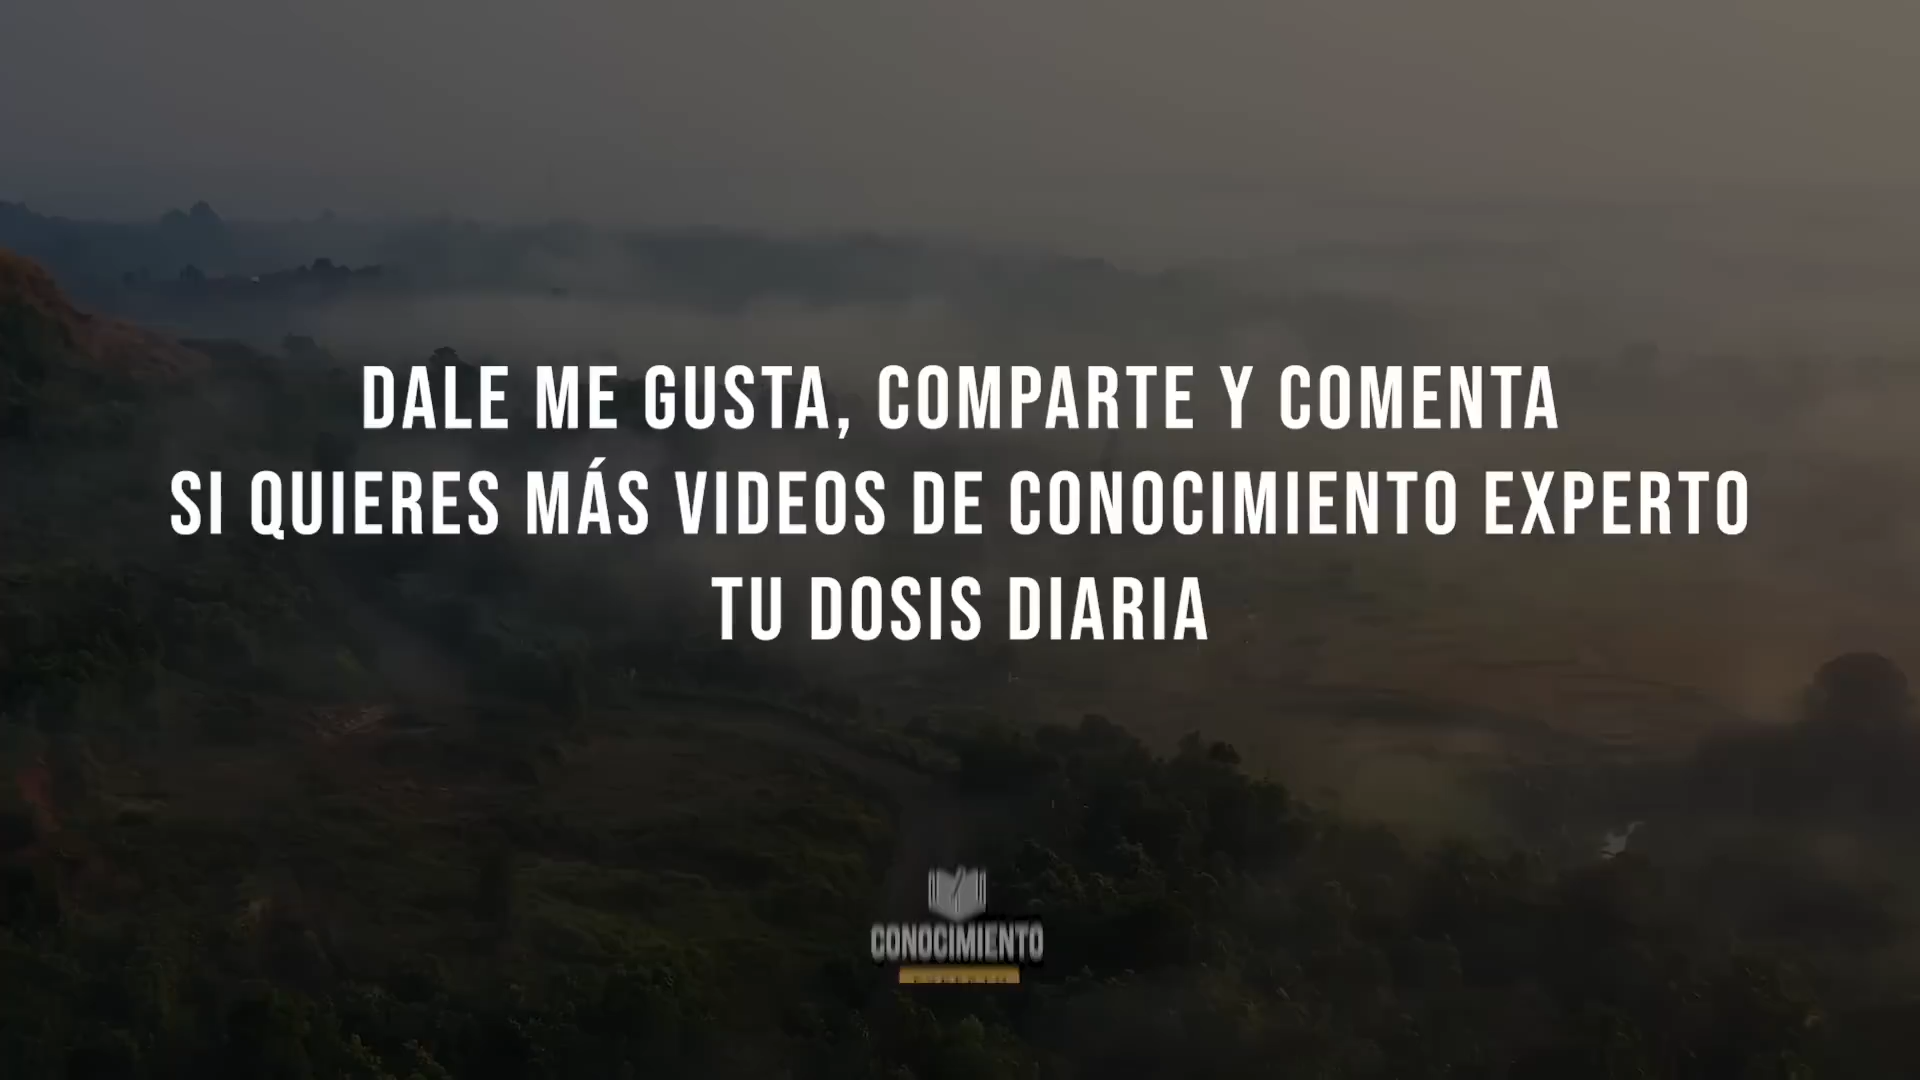 DALE ME GUSTA, COMPARTE Y COMENTA
SI QUIERES MÁS VIDEOS DE CONOCIMIENTO EXPERTO
TU DOSIS DIARIA
CONOCIMIENTO